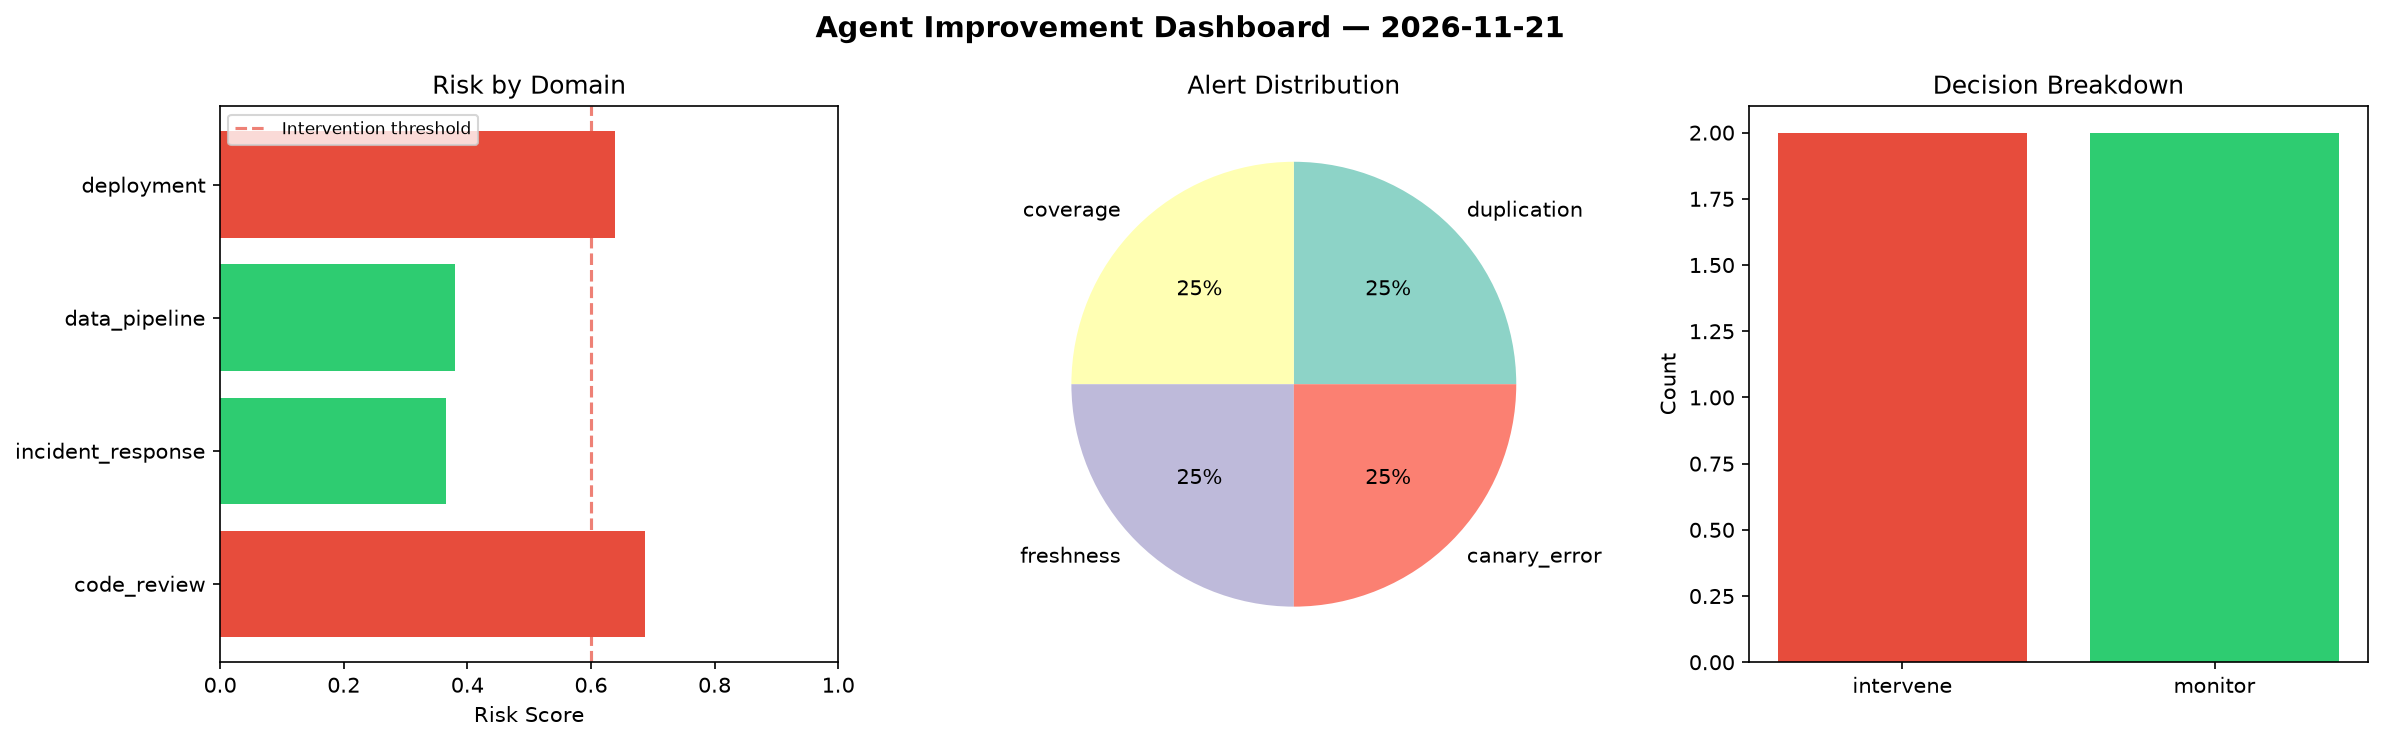 Agent Improvement Dashboard — 2026-11-21
Risk by Domain
Intervention threshold
deployment
data_pipeline
incident_response
code_review
0.0 0.2 0.4 0.6 0.8 1.0
Risk Score
Alert Distribution
coverage
duplication
25%
25%
25%
25%
freshness
canary_error
Decision Breakdown
Count
2.00
1.75
1.50
1.25
1.00
0.75
0.50
0.25
0.00
intervene monitor